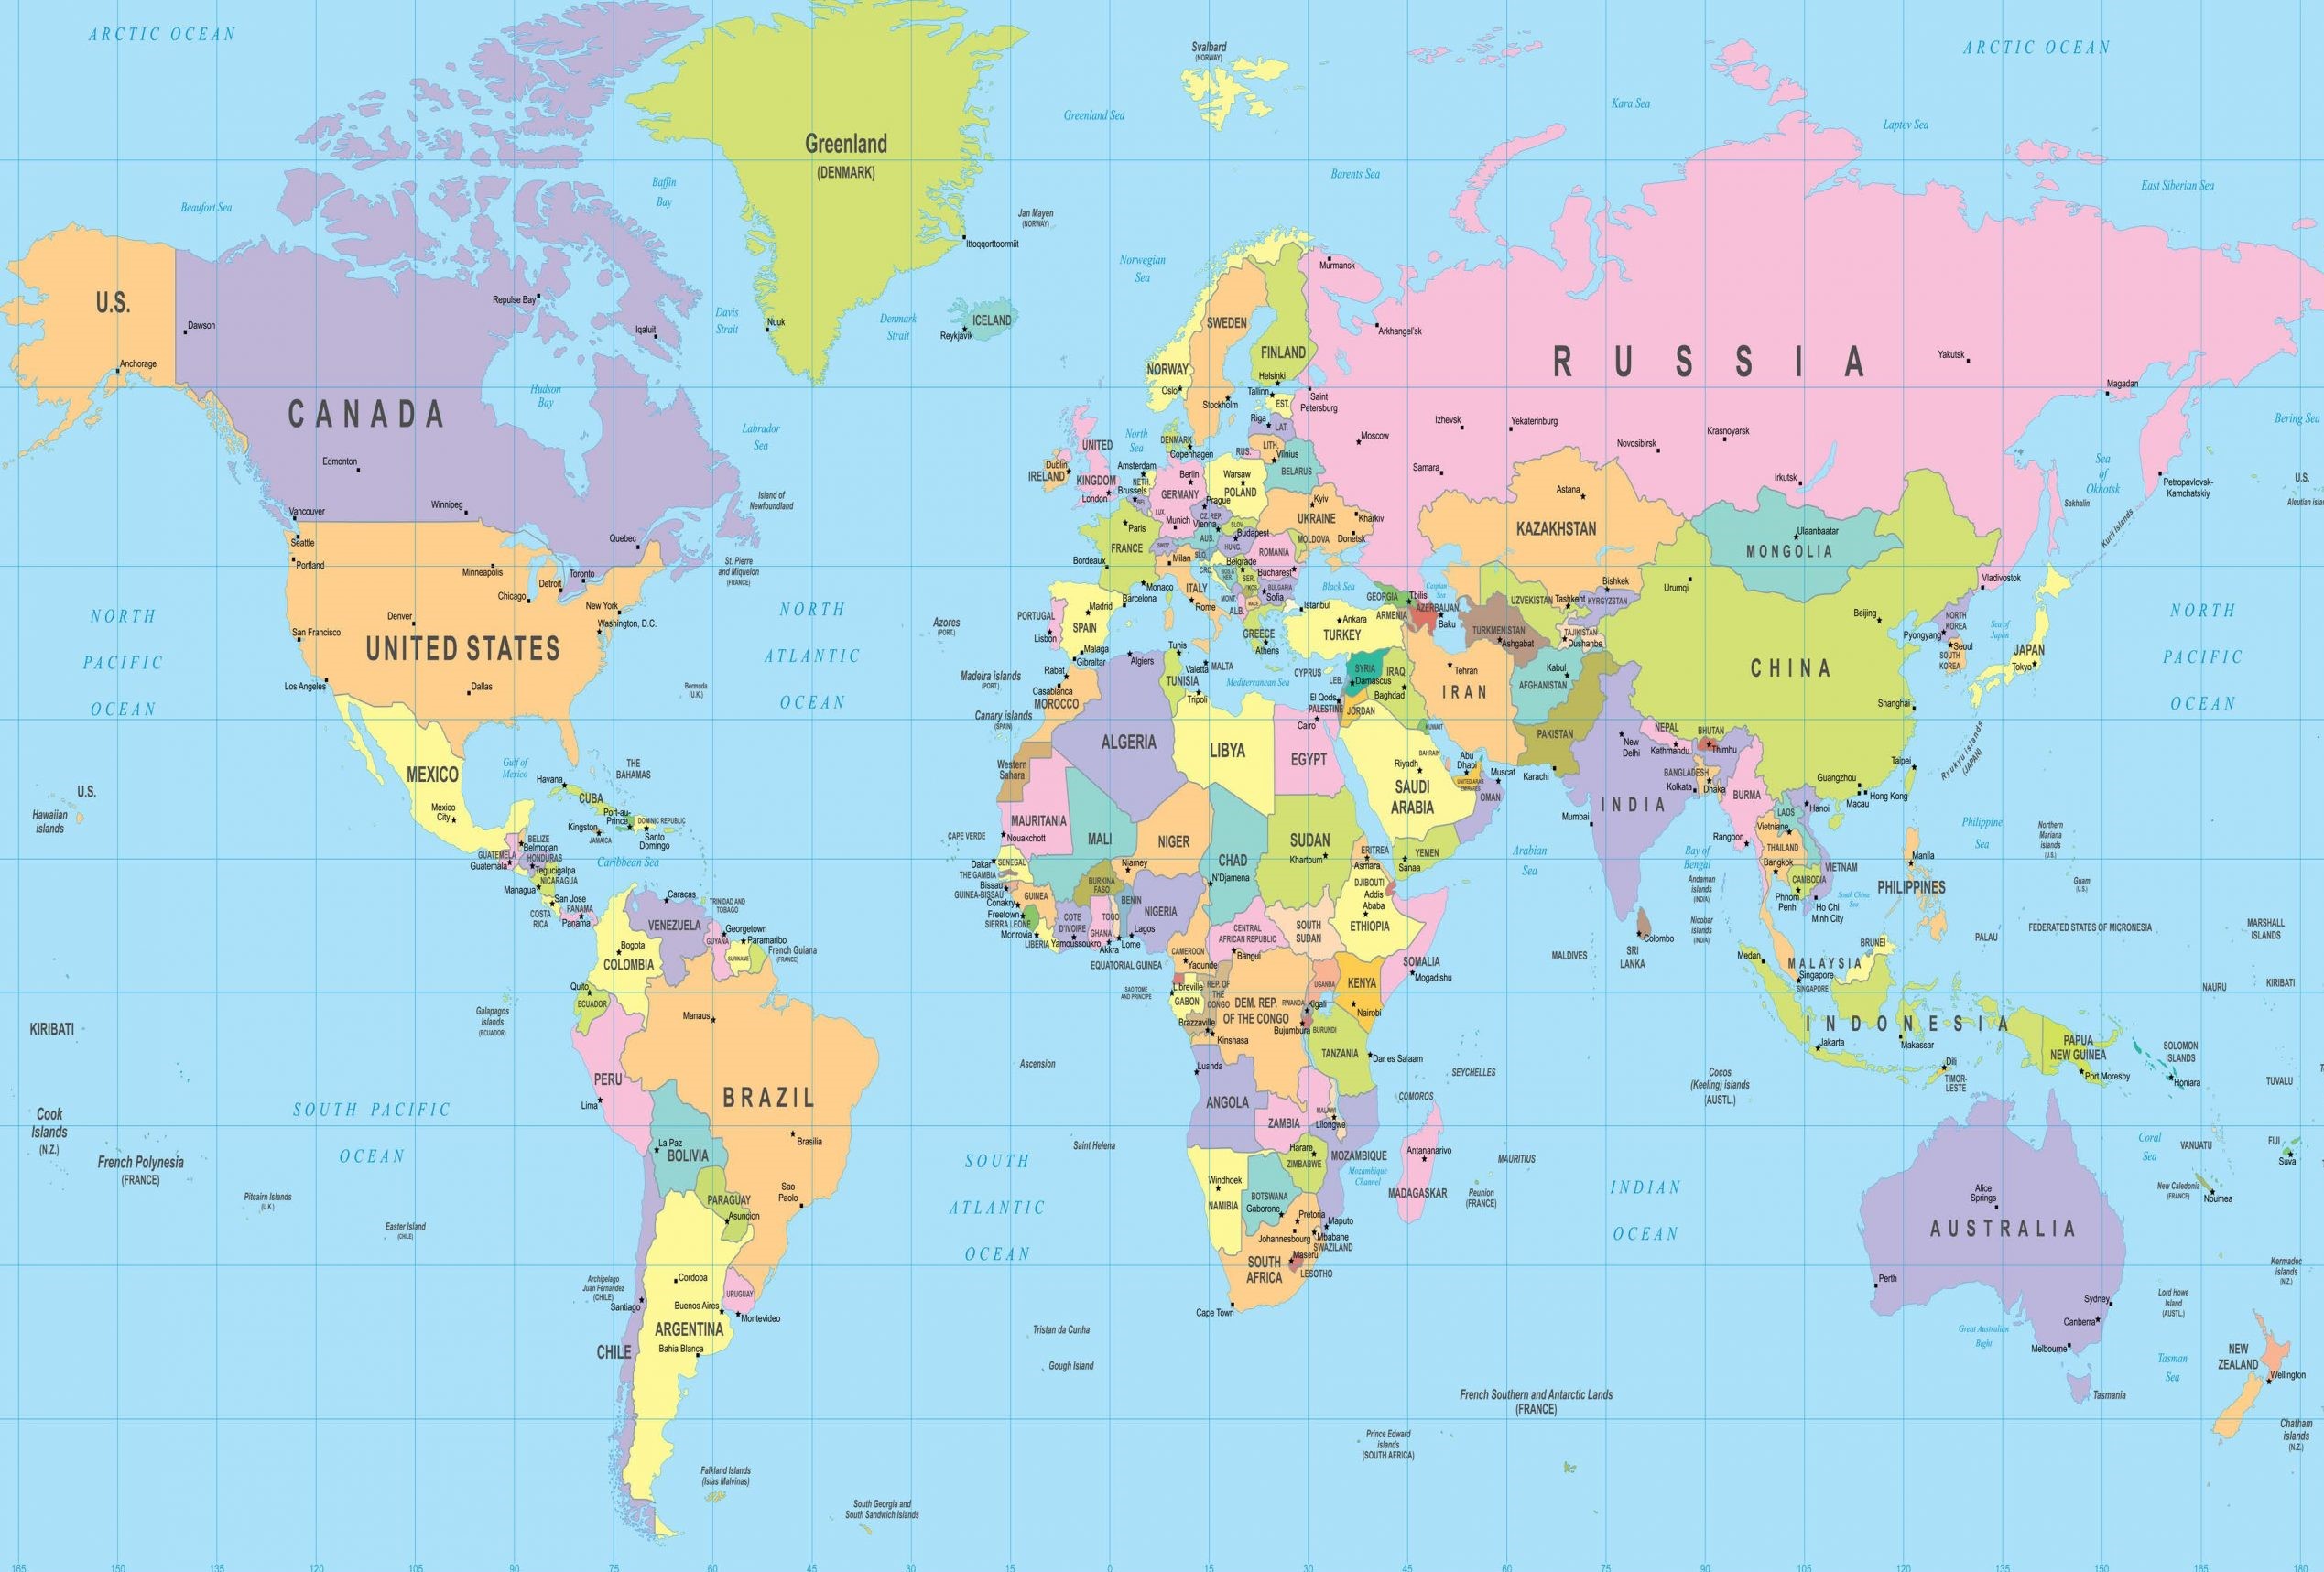 ARCTIC OCEAN
ARCTIC OCEAN
Svalbard
(NORWAY)
Greenland Sea
Kara Sea
Laptev Sea
Greenland
(DENMARK)
Barents Sea
East Siberian Sea
Baffin
Bay
Beaufort Sea
Jan Mayen
(NORWAY)
Ittoqqorttoormiit
Norwegian
Sea
Murmansk
U.S.
Repulse Bay
Dawson
Iqaluit
Davis
Strait
Nuuk
Denmark
Strait
ICELAND
Reykjavik
SWEDEN
FINLAND
Arkhangel'sk
RUSSIA
Yakutsk
Anchorage
NORWAY
Oslo
Helsinki
Tallinn
Stockholm
EST.
Saint
Petersburg
Magadan
Hudson
Bay
CANADA
Labrador
Sea
North
Sea
Riga
LAT.
Izhevsk
Yekaterinburg
Krasnoyarsk
Bering Sea
Moscow
Novosibirsk
UNITED
KINGDOM
DENMARK
Copenhagen
LITH.
RUS.
Vilnius
BELARUS
Edmonton
Dublin
IRELAND
London
Amsterdam
NETH.
Brussels
BEL.
LUX.
Berlin
GERMANY
Warsaw
POLAND
Samara
Irkutsk
Sea
of
Okhotsk
Petropavlovsk-
Kamchatskiy
U.S.
Aleutian isla
Island of
Newfoundland
Winnipeg
Vancouver
Astana
Sakhalin
Kuril Islands
Prague
CZ. REP.
Munich
Vienna
SLOV.
Kyiv
UKRAINE
Kharkiv
Donetsk
KAZAKHSTAN
Ulaanbaatar
MONGOLIA
Paris
FRANCE
SWITZ.
AUS.
Budapest
HUNG.
MOLDOVA
ROMANIA
Seattle
Portland
Quebec
Minneapolis
Detroit
Toronto
Chicago
New York
Washington, D.C.
St. Pierre
and Miquelon
(FRANCE)
Bordeaux
Milan
SLO.
CRO.
BOS.&
HER.
Belgrade
SER.
Bucharest
Monaco
ITALY
Rome
MONT.
KOS.
BULGARIA
Sofia
ALB.
MACE.
Black Sea
Caspian
Sea
GEORGIA
Tbilisi
ARMENIA
AZERBAIJAN
Baku
UZVEKISTAN
Tashkent
Bishkek
KYRGYZSTAN
Urumqi
Vladivostok
Denver
San Francisco
UNITED STATES
NORTH
PACIFIC
OCEAN
NORTH
ATLANTIC
OCEAN
Azores
(PORT.)
PORTUGAL
Lisbon
Madrid
SPAIN
Barcelona
Malaga
Gibraltar
Istanbul
Ankara
TURKEY
GREECE
Athens
TURKMENISTAN
Ashgabat
TAJIKISTAN
Dushanbe
Beijing
NORTH
KOREA
Pyongyang
Seoul
SOUTH
KOREA
Sea of
Japan
JAPAN
Tokyo
NORTH
PACIFIC
OCEAN
Los Angeles
Dallas
Bermuda
(U.K.)
Madeira islands
(PORT.)
Canary islands
(SPAIN)
Rabat
Casablanca
MOROCCO
Algiers
Tunis
TUNISIA
Valetta
MALTA
Tripoli
Mediterranean Sea
CYPRUS
LEB.
SYRIA
Damascus
IRAQ
Baghdad
Tehran
IRAN
Kabul
AFGHANISTAN
CHINA
Shanghai
El Qods
PALESTINE
JORDAN
Cairo
KUWAIT
ALGERIA
LIBYA
EGYPT
BAHRAIN
Riyadh
SAUDI
ARABIA
Abu
Dhabi
UNITED ARAB
EMIRATES
Muscat
OMAN
PAKISTAN
Karachi
New
Delhi
NEPAL
Kathmandu
BHUTAN
Thimhu
BANGLADESH
Dhaka
Kolkata
INDIA
Mumbai
Guangzhou
Macau
Hong Kong
Taipei
Ryukyu islands
(JAPAN)
MEXICO
Mexico
City
Gulf of
Mexico
Havana
CUBA
THE
BAHAMAS
U.S.
Hawaiian
islands
Western
Sahara
MAURITANIA
Nouakchott
MALI
NIGER
CHAD
SUDAN
Khartoum
ERITREA
Asmara
YEMEN
Sanaa
BURMA
Rangoon
LAOS
Hanoi
Vientiane
THAILAND
Bangkok
CAMBODIA
Phnom
Penh
VIETNAM
Ho Chi
Minh City
South China
Sea
Philippine
Sea
Manila
PHILIPPINES
Northern
Mariana
islands
(U.S.)
Guam
(U.S.)
Port-au-
Prince
DOMINIC REPUBLIC
Santo
Domingo
Kingston
JAMAICA
BELIZE
Belmopan
GUATEMELA
Guatemala
HONDURAS
Tegucigalpa
NICARAGUA
Managua
San Jose
COSTA
RICA
PANAMA
Panama
Caribbean Sea
Caracas
VENEZUELA
TRINIDAD AND
TOBAGO
Georgetown
GUYANA
Paramaribo
SURINAME
French Guiana
(FRANCE)
CAPE VERDE
Dakar
SENEGAL
THE GAMBIA
Bissau
GUINEA-BISSAU
GUINEA
Conakry
Freetown
SIERRA LEONE
Monrovia
LIBERIA
Yamoussoukro
COTE
D'IVOIRE
BURKINA
FASO
Niamey
GHANA
TOGO
BENIN
Akkra
Lome
NIGERIA
Lagos
N'Djamena
CAMEROON
Yaounde
CENTRAL
AFRICAN REPUBLIC
Bangui
SOUTH
SUDAN
DJIBOUTI
Addis
Ababa
ETHIOPIA
SOMALIA
Mogadishu
Arabian
Sea
Bay of
Bengal
Andaman
islands
(INDIA)
Nicobar
islands
(INDIA)
MALDIVES
SRI
LANKA
Colombo
BRUNEI
MALAYSIA
Medan
Singapore
SINGAPORE
PALAU
FEDERATED STATES OF MICRONESIA
MARSHALL
ISLANDS
Bogota
COLOMBIA
Quito
ECUADOR
Galapagos
Islands
(ECUADOR)
Manaus
KIRIBATI
EQUATORIAL GUINEA
SAO TOME
AND PRINCIPE
Libreville
GABON
REP. OF
THE
CONGO
Brazzaville
Kinshasa
DEM. REP.
OF THE CONGO
UGANDA
KENYA
Nairobi
RWANDA
Kigali
Bujumbura
BURUNDI
TANZANIA
Dar es Salaam
INDONESIA
Jakarta
Makassar
Dili
TIMOR-
LESTE
PAPUA
NEW GUINEA
Port Moresby
SOLOMON
ISLANDS
Honiara
NAURU
KIRIBATI
TUVALU
PERU
Lima
BRAZIL
Brasilia
La Paz
BOLIVIA
Ascension
Luanda
ANGOLA
ZAMBIA
MALAWI
Lilongwe
SEYCHELLES
COMOROS
Cocos
(Keeling) islands
(AUSTL.)
Cook
Islands
(N.Z.)
French Polynesia
(FRANCE)
SOUTH PACIFIC
OCEAN
Pitcairn Islands
(U.K.)
Easter Island
(CHILE)
Saint Helena
SOUTH
ATLANTIC
OCEAN
Harare
ZIMBABWE
MOZAMBIQUE
Mozambique
Channel
Antananarivo
MADAGASCAR
MAURITIUS
Reunion
(FRANCE)
INDIAN
OCEAN
Windhoek
NAMIBIA
BOTSWANA
Gaborone
Pretoria
Johannesbourg
Maputo
Mbabane
SWAZILAND
Maseru
LESOTHO
SOUTH
AFRICA
Cape Town
Coral
Sea
VANUATU
FIJI
Suva
New Caledonia
(FRANCE)
Noumea
Alice
Springs
AUSTRALIA
PARAGUAY
Asuncion
Sao
Paolo
Cordoba
Archipelago
Juan Fernandez
(CHILE)
Santiago
Buenos Aires
URUGUAY
Montevideo
ARGENTINA
CHILE
Bahia Blanca
Tristan da Cunha
Gough Island
Perth
Sydney
Canberra
Melbourne
Great Australian
Bight
Tasmania
Lord Howe
Island
(AUSTL.)
Kermadec
islands
(N.Z.)
Tasman
Sea
NEW
ZEALAND
Wellington
Chatham
islands
(N.Z.)
French Southern and Antarctic Lands
(FRANCE)
Prince Edward
islands
(SOUTH AFRICA)
Falkland Islands
(Islas Malvinas)
South Georgia and
South Sandwich Islands
165 150 135 120 105 90 75 60 45 30 15 0 15 30 45 60 75 90 105 120 135 150 165 180